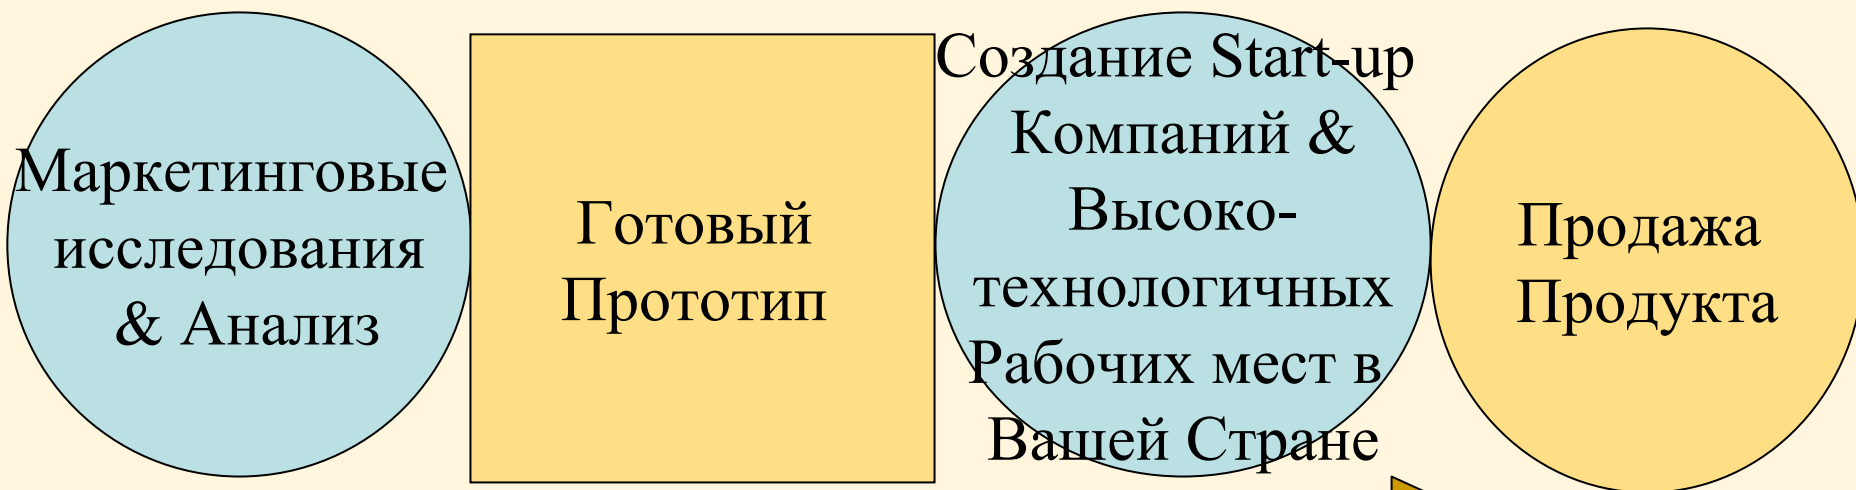 Маркетинговые
исследования
& Анализ
Готовый
Прототип
Создание Start-up
Компаний &
Высоко-
технологичных
Рабочих мест в
Вашей Стране
Продажа
Продукта